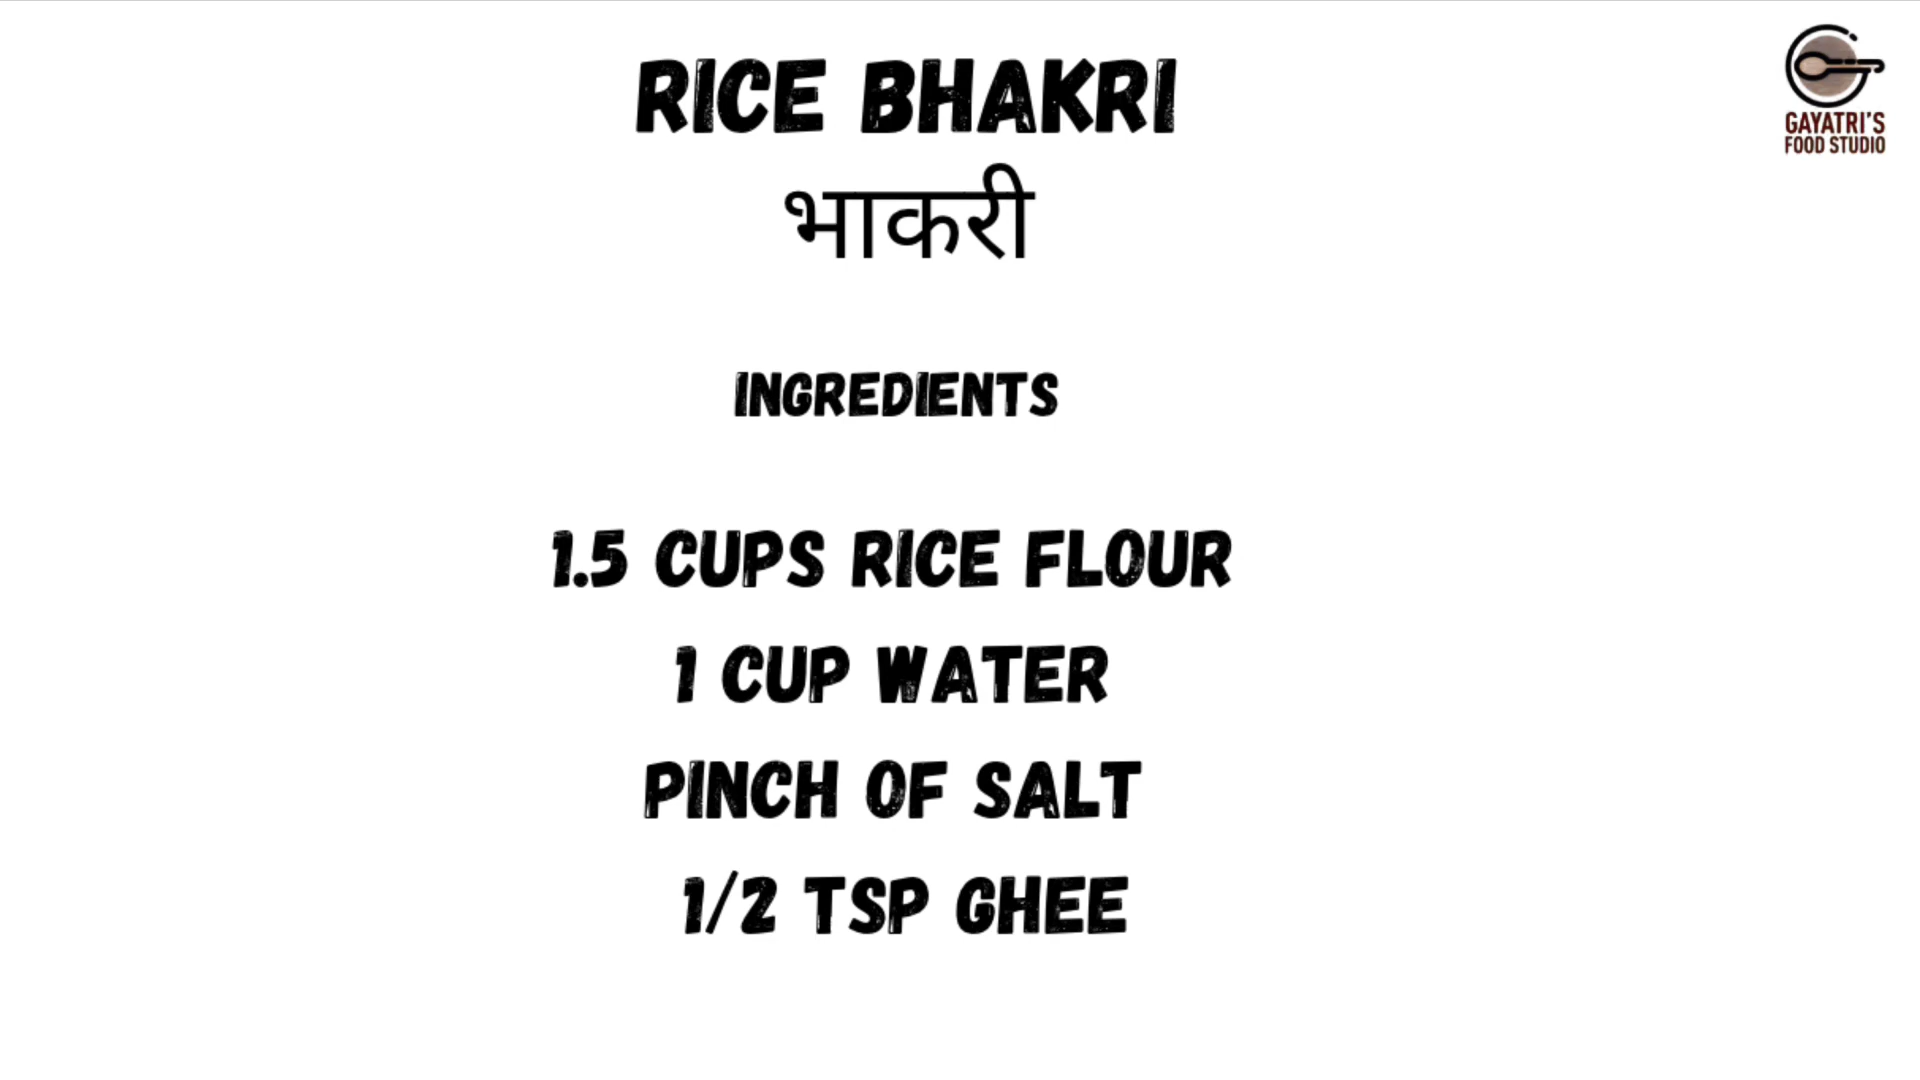 RICE BHAKRI
भाकरी
INGREDIENTS
1.5 CUPS RICE FLOUR
1 CUP WATER
PINCH OF SALT
1/2 TSP GHEE
GAYATRI'S
FOOD STUDIO